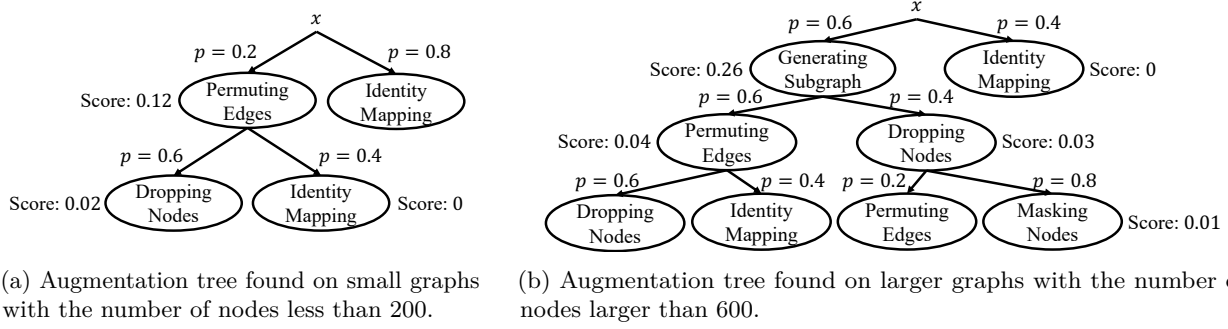 x
p = 0.2
p = 0.8
Score: 0.12
Permuting
Edges
Identity
Mapping
p = 0.6
p = 0.4
Score: 0.02
Dropping
Nodes
Identity
Mapping
Score: 0
(a) Augmentation tree found on small graphs
with the number of nodes less than 200.
x
p = 0.6
p = 0.4
Score: 0.26
Generating
Subgraph
Identity
Mapping
Score: 0
p = 0.6
p = 0.4
Score: 0.04
Permuting
Edges
Dropping
Nodes
Score: 0.03
p = 0.6
p = 0.4
p = 0.2
p = 0.8
Dropping
Nodes
Identity
Mapping
Permuting
Edges
Masking
Nodes
Score: 0.01
(b) Augmentation tree found on larger graphs with the number
nodes larger than 600.